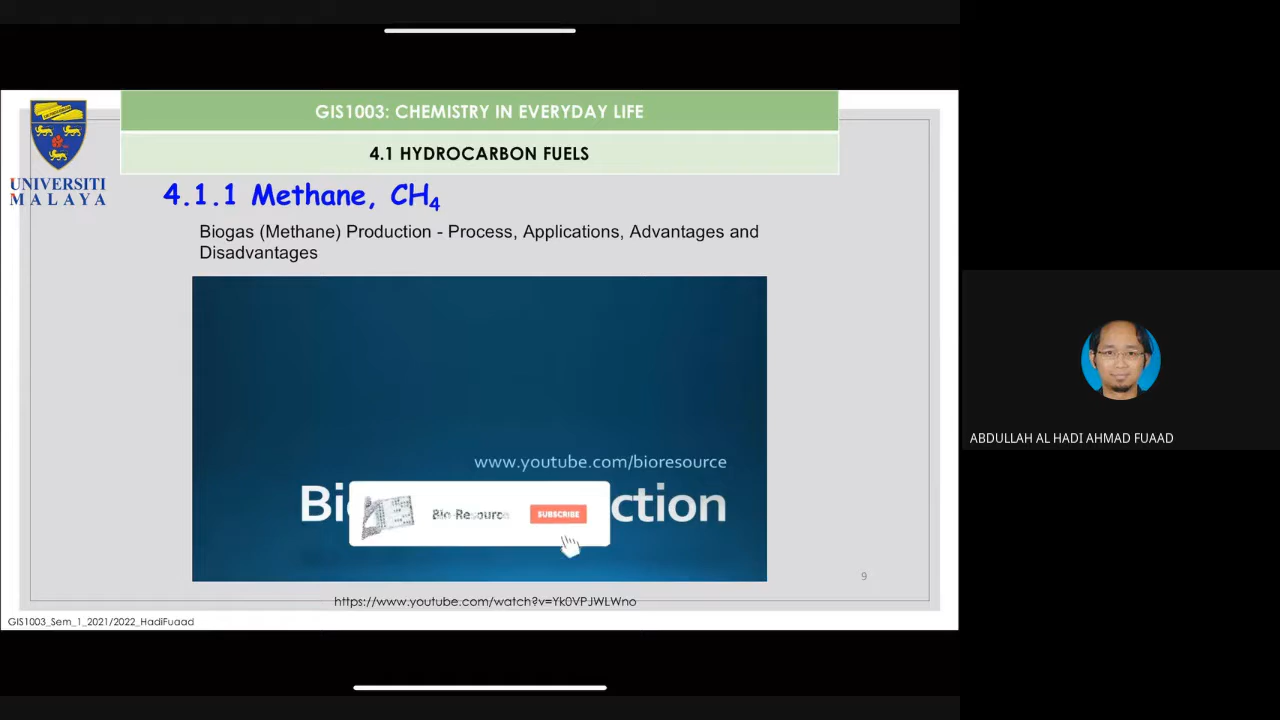 GIS1003: CHEMISTRY IN EVERYDAY LIFE
4.1 HYDROCARBON FUELS
UNIVERSITI
MALAYA
4.1.1 Methane, CH₄
Biogas (Methane) Production - Process, Applications, Advantages and
Disadvantages
www.youtube.com/bioresource
Bio-Resource
SUBSCRIBE
9
https://www.youtube.com/watch?v=Yk0VPJWLWno
GIS1003_Sem_1_2021/2022_HadiFuaad
ABDULLAH AL HADI AHMAD FUAAD